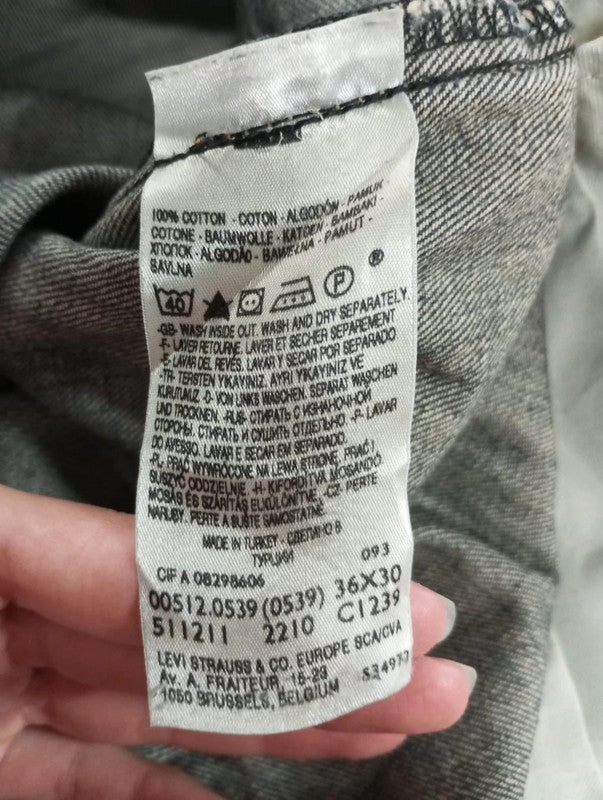 100% COTTON - COTON - ALGODÓN - PAMUK
COTONE - BAUMWOLLE - KATOEN - BAMBAKI -
ХЛОПОК - ALGODÃO - BAWEŁNA - PAMUT -
BAVLNA
40 P ®
-GB- WASH INSIDE OUT. WASH AND DRY SEPARATELY.
-F- LAVER RETOURNE. LAVER ET SECHER SEPAREMENT
-E- LAVAR DEL REVÉS. LAVAR Y SECAR POR SEPARADO
-TR- TERSTEN YIKAYINIZ. AYRI YIKAYINIZ VE
KURUTUNUZ -D- VON LINKS WASCHEN. SEPARAT WASCHEN
UND TROCKNEN. -RUS- СТИРАТЬ С ИЗНАНОЧНОЙ
СТОРОНЫ. СТИРАТЬ И СУШИТЬ ОТДЕЛЬНО -P- LAVAR
DO AVESSO. LAVAR E SECAR EM SEPARADO.
-PL- PRAĆ WYWRÓCONE NA LEWĄ STRONĘ. PRAĆ I
SUSZYĆ ODDZIELNIE -H- KIFORDÍTVA MOSANDÓ
MOSÁS ÉS SZÁRÍTÁS ELKÜLÖNÍTVE -CZ- PERTE
NARUBY. PERTE A SUŠTE SAMOSTATNĚ
MADE IN TURKEY - СДЕЛАНО В
ТУРЦИИ 093
CIF A 08298606
00512.0539 (0539) 36X30
511211 2210 C1239
LEVI STRAUSS & CO. EUROPE SCA/CVA
Av. A. FRAITEUR, 15-23
1050 BRUSSELS, BELGIUM